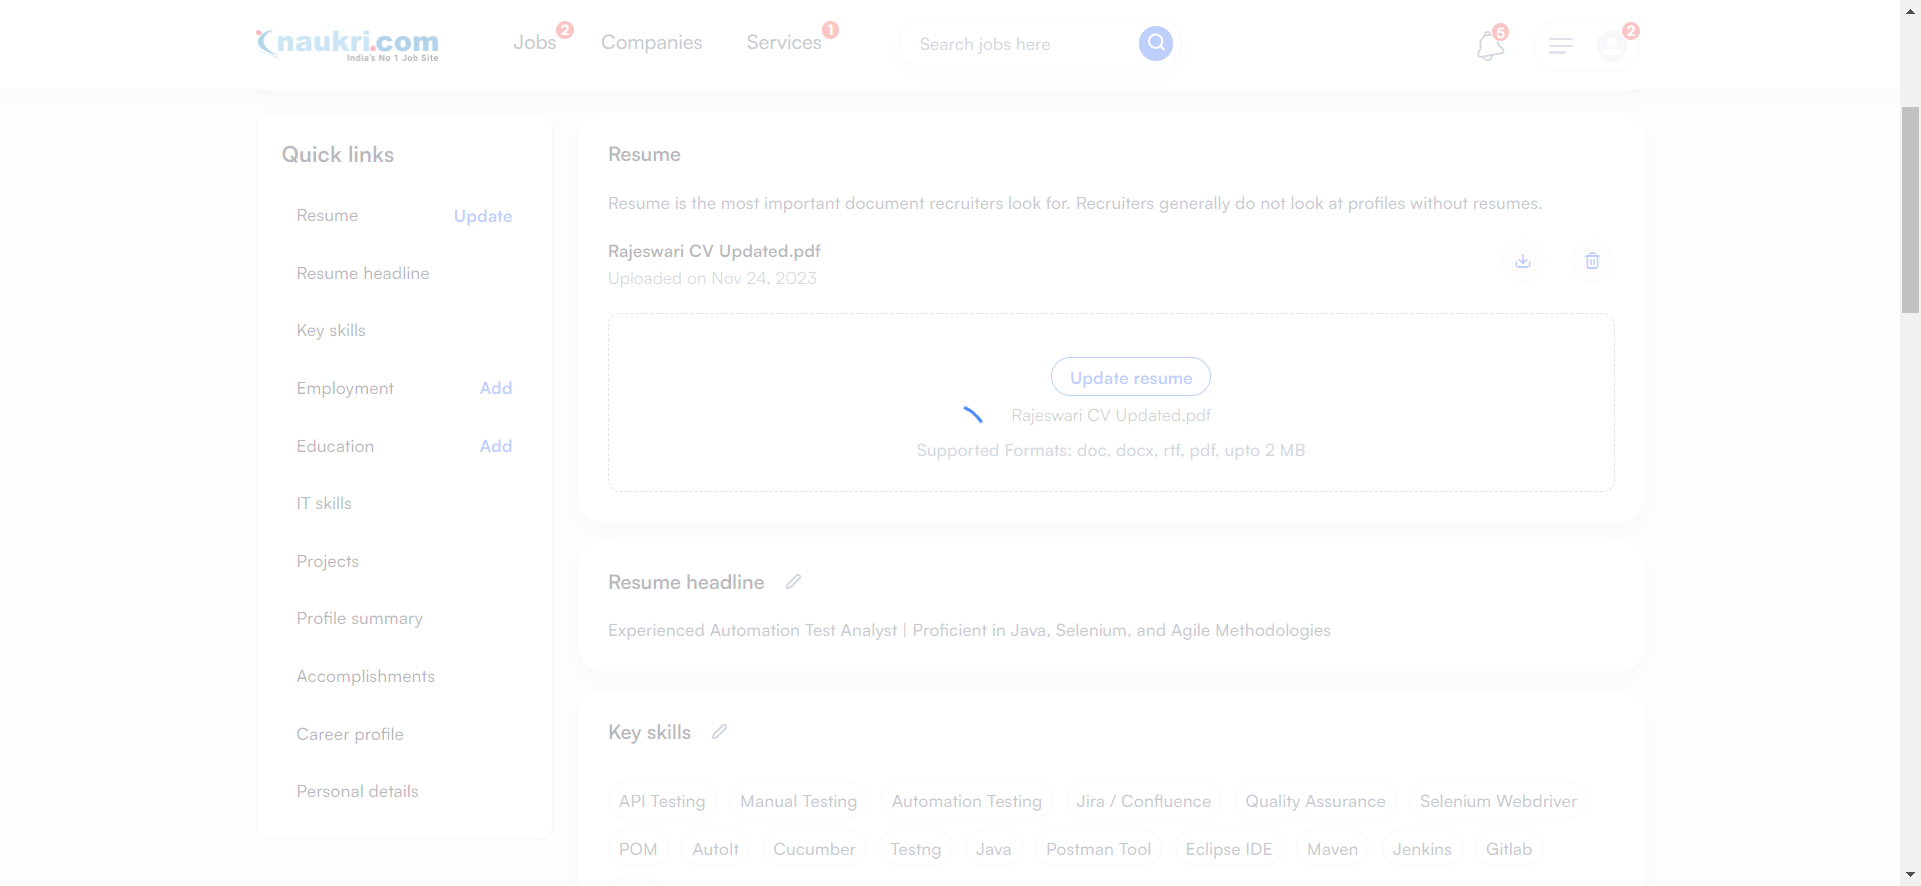 naukri.com
India's No 1 Job Site
Jobs 2
Companies
Services 1
Search jobs here
5
2
Quick links
Resume Update
Resume headline
Key skills
Employment Add
Education Add
IT skills
Projects
Profile summary
Accomplishments
Career profile
Personal details
Resume
Resume is the most important document recruiters look for. Recruiters generally do not look at profiles without resumes.
Rajeswari CV Updated.pdf
Uploaded on Nov 24, 2023
Update resume
Rajeswari CV Updated.pdf
Supported Formats: doc, docx, rtf, pdf, upto 2 MB
Resume headline
Experienced Automation Test Analyst | Proficient in Java, Selenium, and Agile Methodologies
Key skills
API Testing Manual Testing Automation Testing Jira / Confluence Quality Assurance Selenium Webdriver
POM AutoIt Cucumber Testng Java Postman Tool Eclipse IDE Maven Jenkins Gitlab